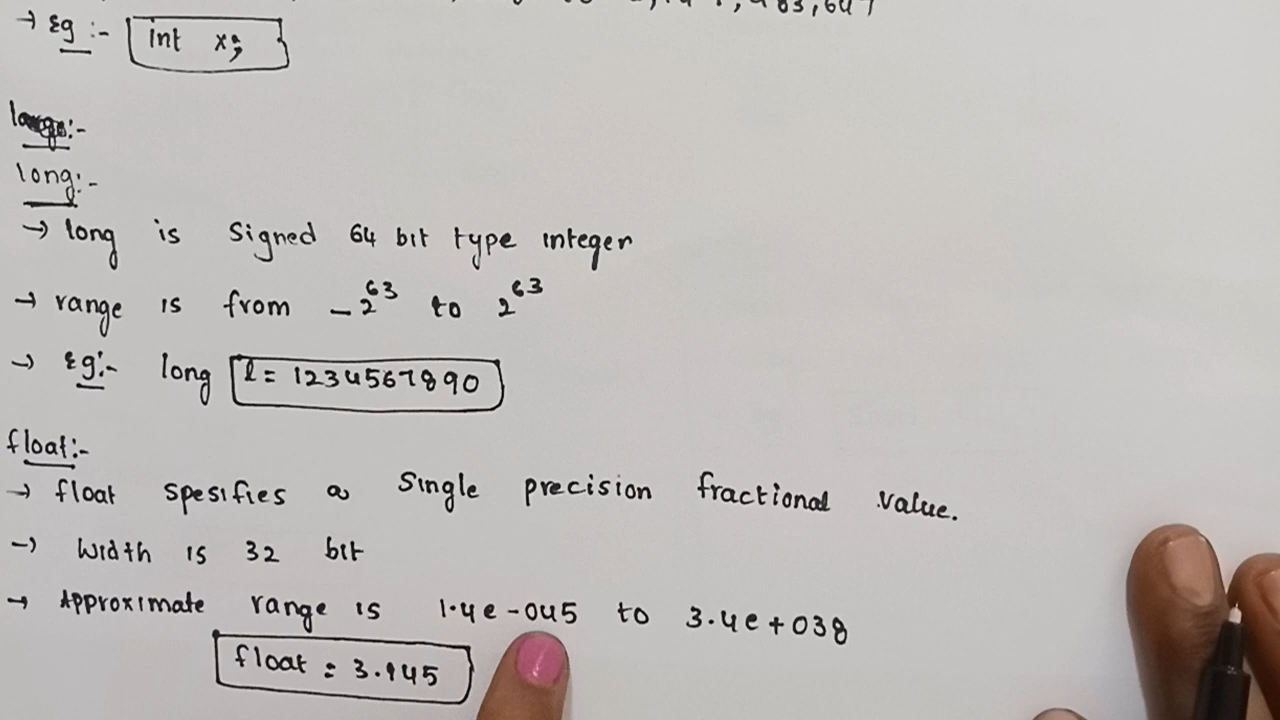 → Eg :- int x;
long:-
→ long is Signed 64 bit type integer
→ range is from -2^63 to 2^63
→ Eg:- long l = 1234567890
float:-
→ float spesifies a single precision fractional value.
→ Width is 32 bit
→ Approximate range is 1.4e-045 to 3.4e+038
float = 3.145